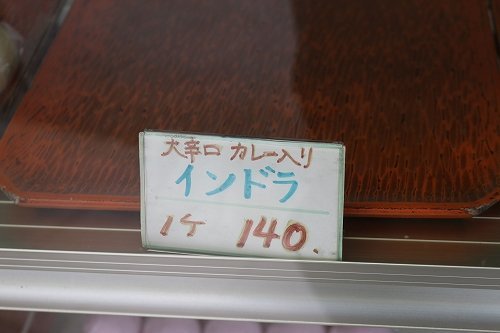 大辛口 カレー入り
インドラ
1ケ 140.